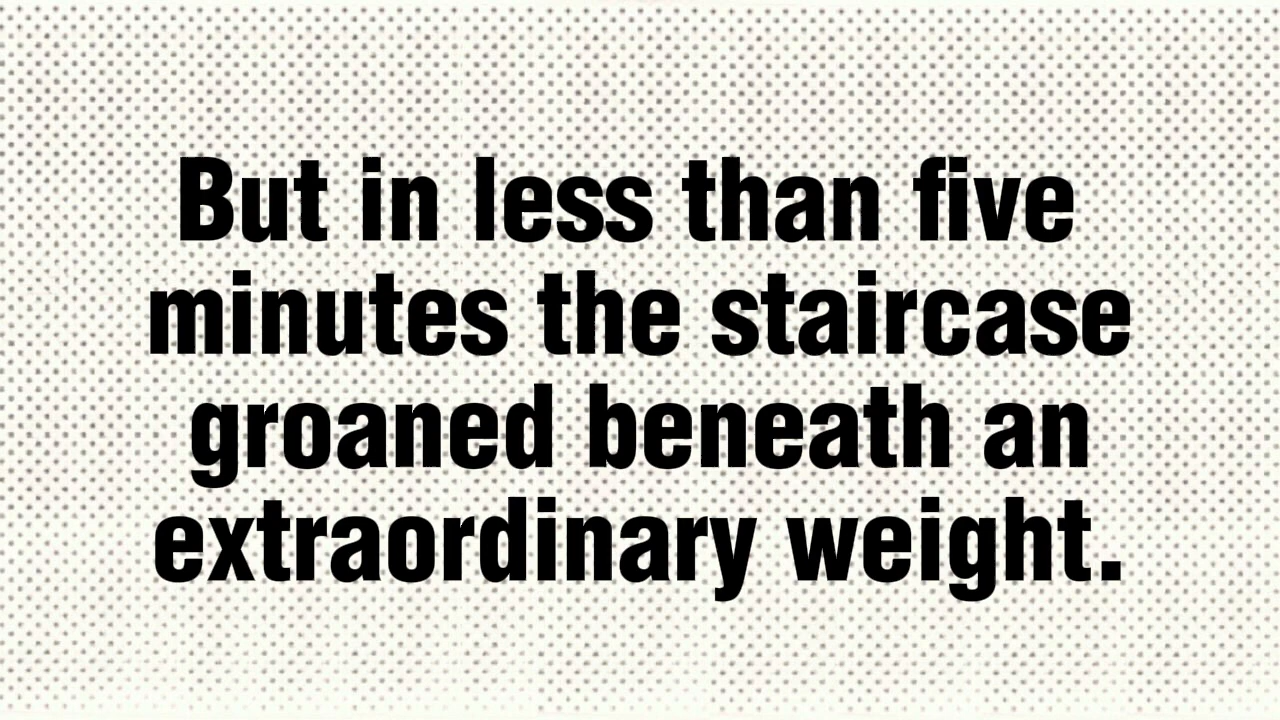 But in less than five
minutes the staircase
groaned beneath an
extraordinary weight.